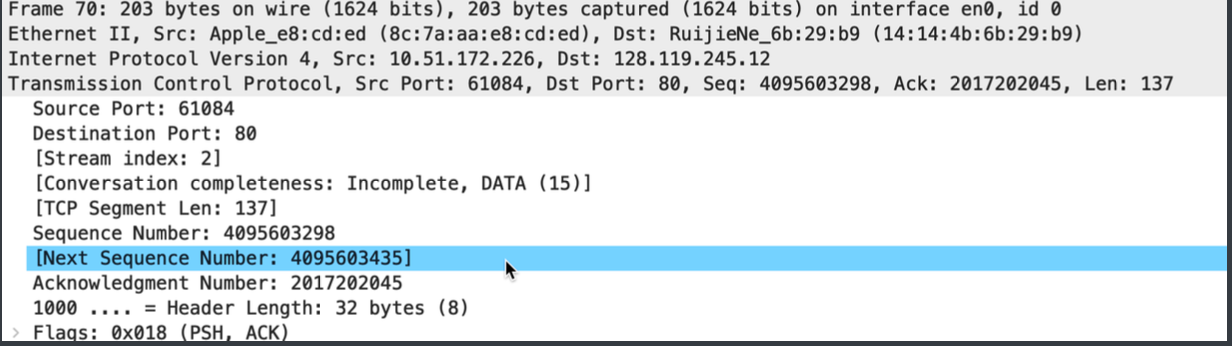 Frame 70: 203 bytes on wire (1624 bits), 203 bytes captured (1624 bits) on interface en0, id 0
Ethernet II, Src: Apple_e8:cd:ed (8c:7a:aa:e8:cd:ed), Dst: RuijieNe_6b:29:b9 (14:14:4b:6b:29:b9)
Internet Protocol Version 4, Src: 10.51.172.226, Dst: 128.119.245.12
Transmission Control Protocol, Src Port: 61084, Dst Port: 80, Seq: 4095603298, Ack: 2017202045, Len: 137
Source Port: 61084
Destination Port: 80
[Stream index: 2]
[Conversation completeness: Incomplete, DATA (15)]
[TCP Segment Len: 137]
Sequence Number: 4095603298
[Next Sequence Number: 4095603435]
Acknowledgment Number: 2017202045
1000 .... = Header Length: 32 bytes (8)
Flags: 0x018 (PSH, ACK)